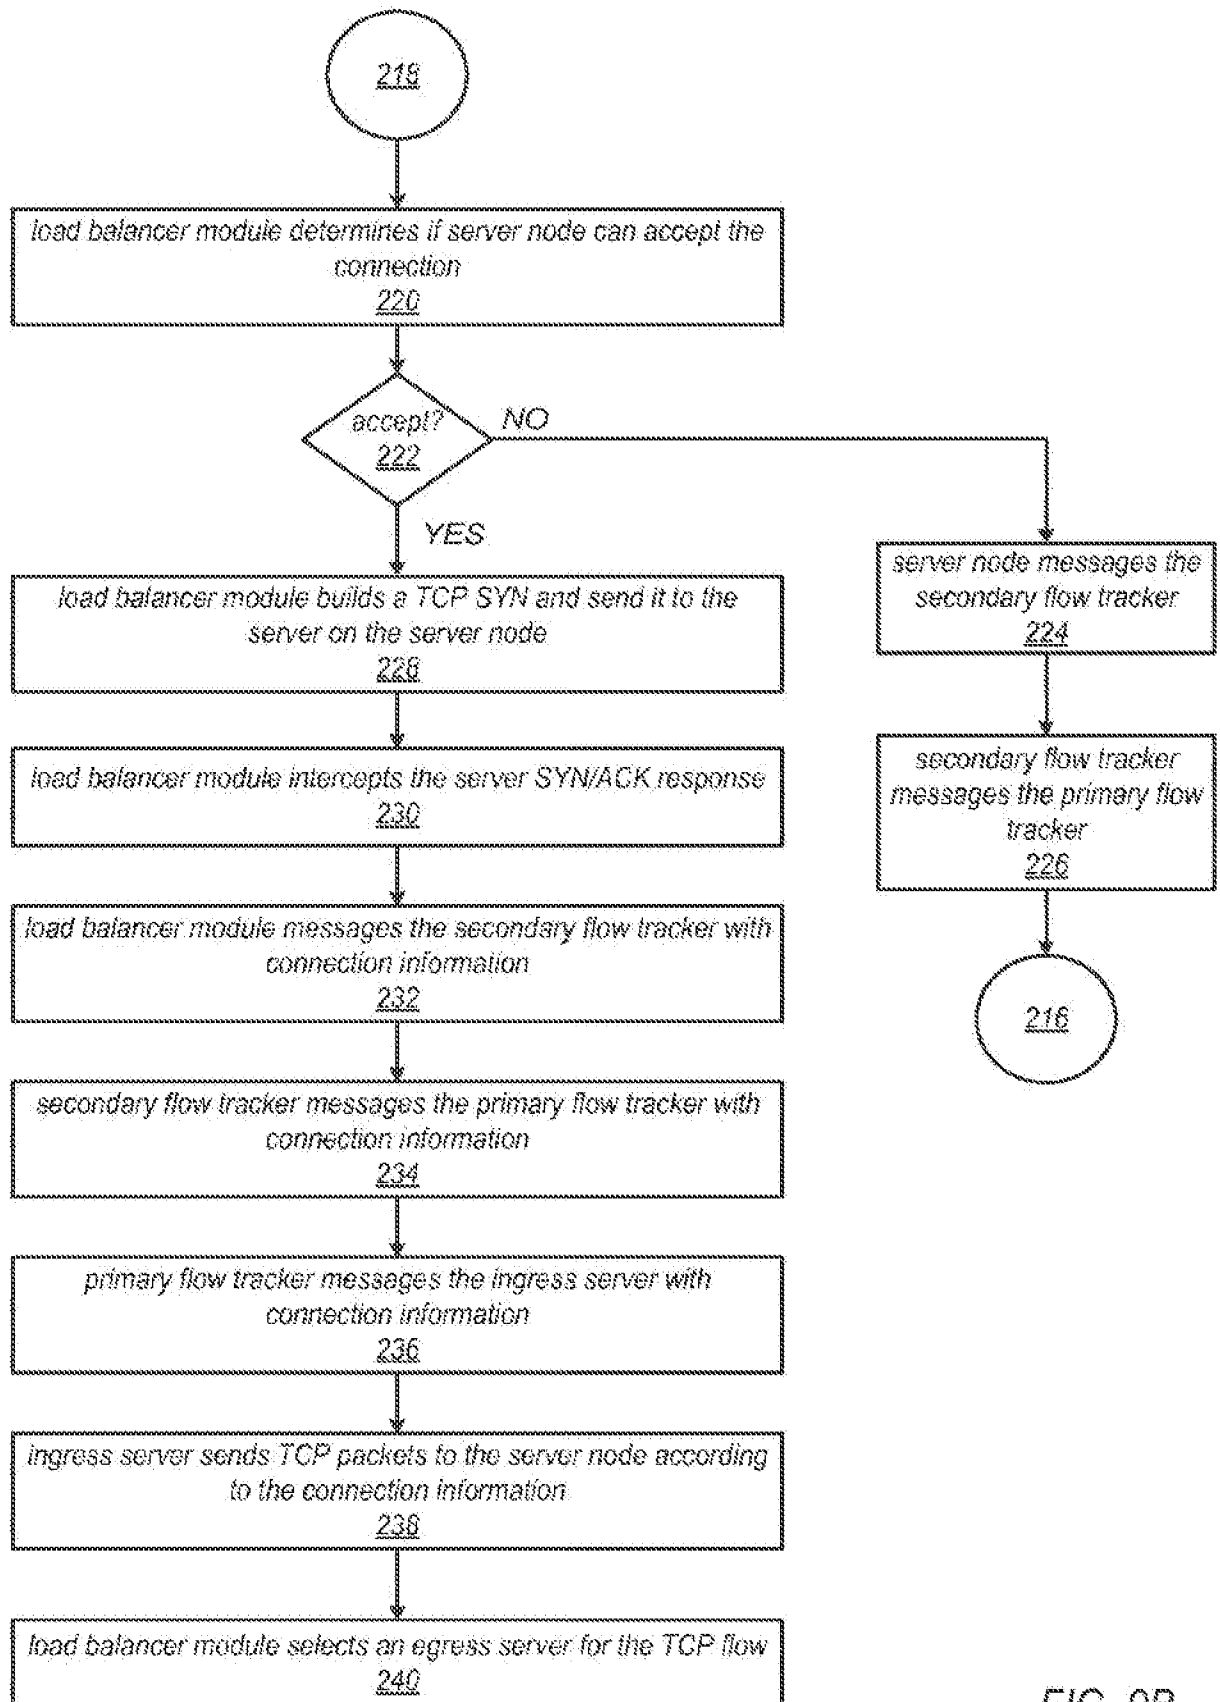 218
load balancer module determines if server node can accept the
connection
220
accept?
222
NO
YES
server node messages the
secondary flow tracker
224
load balancer module builds a TCP SYN and send it to the
server on the server node
228
secondary flow tracker
messages the primary flow
tracker
226
load balancer module intercepts the server SYN/ACK response
230
load balancer module messages the secondary flow tracker with
connection information
232
216
secondary flow tracker messages the primary flow tracker with
connection information
234
primary flow tracker messages the ingress server with
connection information
236
ingress server sends TCP packets to the server node according
to the connection information
238
load balancer module selects an egress server for the TCP flow
240
FIG. 9B